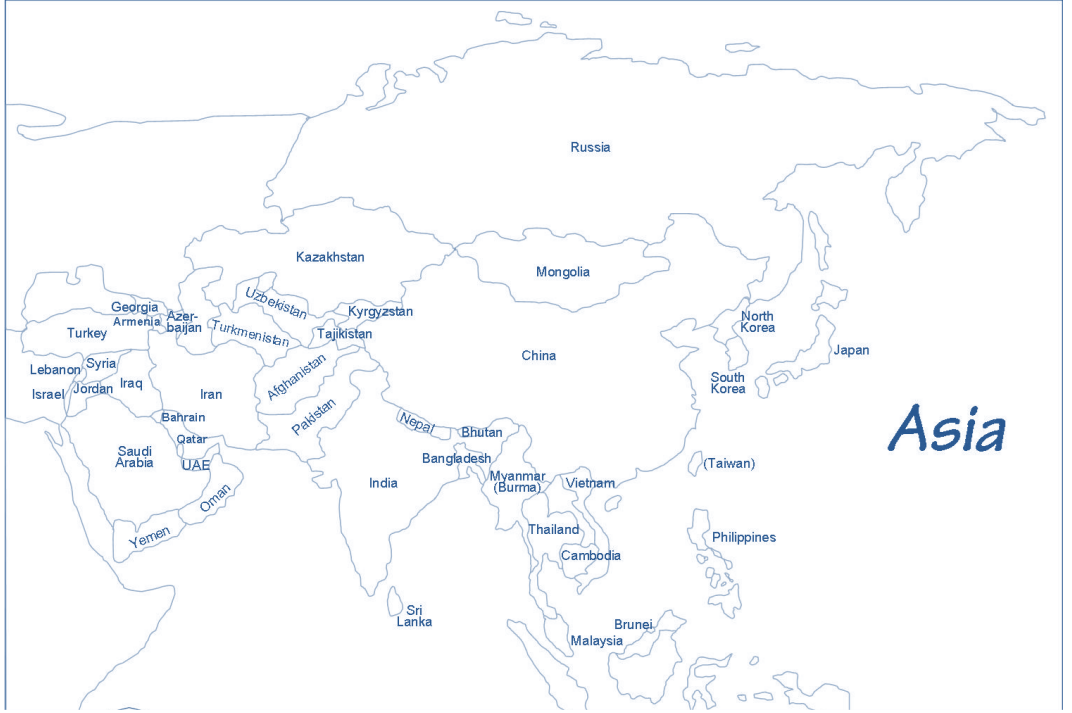 Russia
Kazakhstan
Mongolia
Uzbekistan
Georgia
Kyrgyzstan
Armenia
Azer-
baijan
North
Korea
Turkey
Turkmenistan
Tajikistan
Japan
China
Syria
Lebanon
Afghanistan
South
Korea
Israel
Jordan
Iraq
Iran
Pakistan
Bahrain
Nepal
Asia
Qatar
Bhutan
Saudi
Arabia
Bangladesh
UAE
(Taiwan)
India
Myanmar
(Burma)
Vietnam
Oman
Yemen
Thailand
Philippines
Cambodia
Sri
Lanka
Brunei
Malaysia